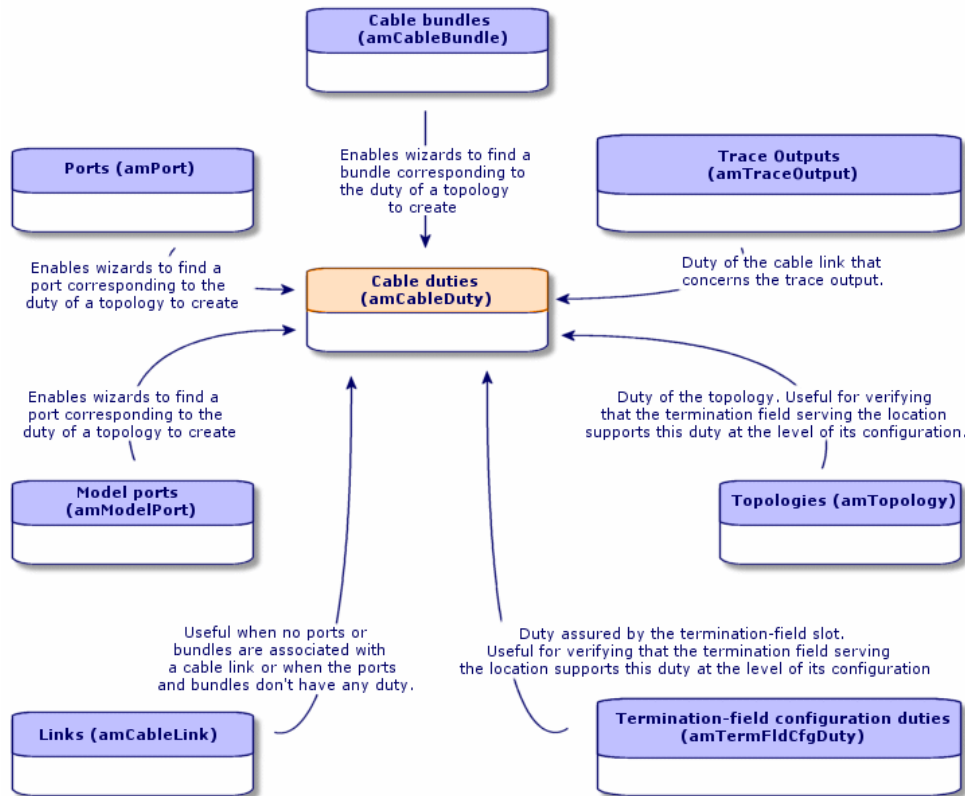 Cable bundles
(amCableBundle)
Ports (amPort)
Enables wizards to find a
bundle corresponding to
the duty of a topology
to create
Trace Outputs
(amTraceOutput)
Enables wizards to find a
port corresponding to the
duty of a topology to create
Cable duties
(amCableDuty)
Duty of the cable link that
concerns the trace output.
Enables wizards to find a
port corresponding to the
duty of a topology to create
Duty of the topology. Useful for verifying
that the termination field serving the location
supports this duty at the level of its configuration.
Model ports
(amModelPort)
Topologies (amTopology)
Useful when no ports or
bundles are associated with
a cable link or when the ports
and bundles don't have any duty.
Duty assured by the termination-field slot.
Useful for verifying that the termination field serving
the location supports this duty at the level of its configuration
Links (amCableLink)
Termination-field configuration duties
(amTermFldCfgDuty)